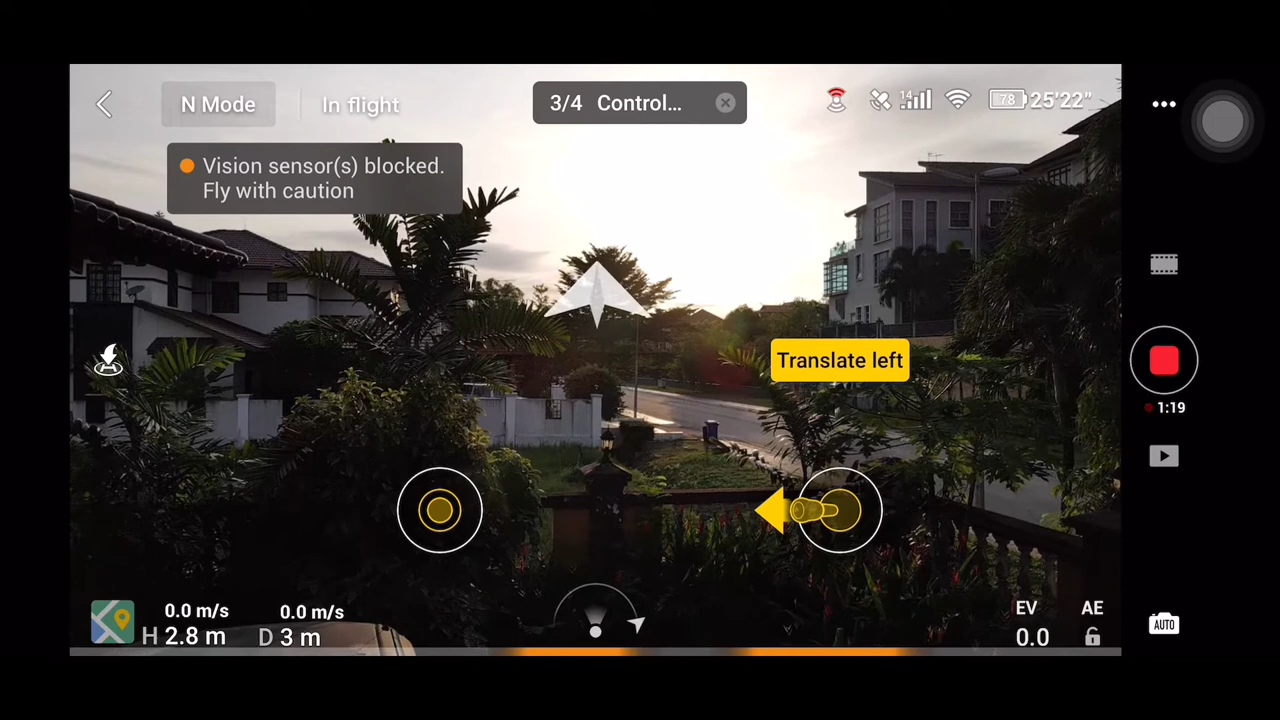 N Mode
In flight
3/4 Control...
14
78 25'22"
Vision sensor(s) blocked.
Fly with caution
Translate left
1:19
0.0 m/s
0.0 m/s
H 2.8 m
D 3 m
EV
AE
0.0
AUTO